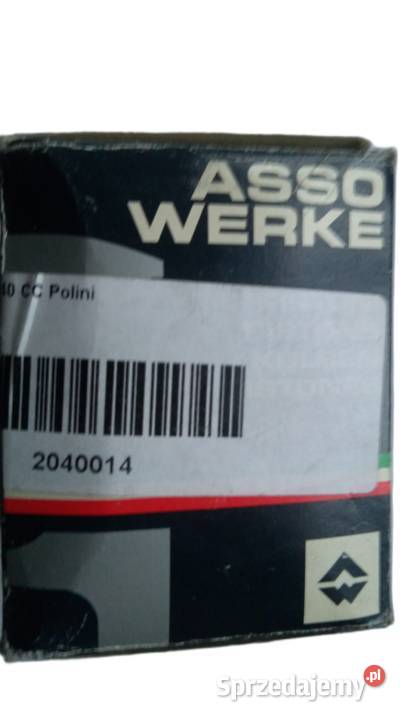 ASSO
WERKE
CC Polini
2040014
Sprzedajemy.pl